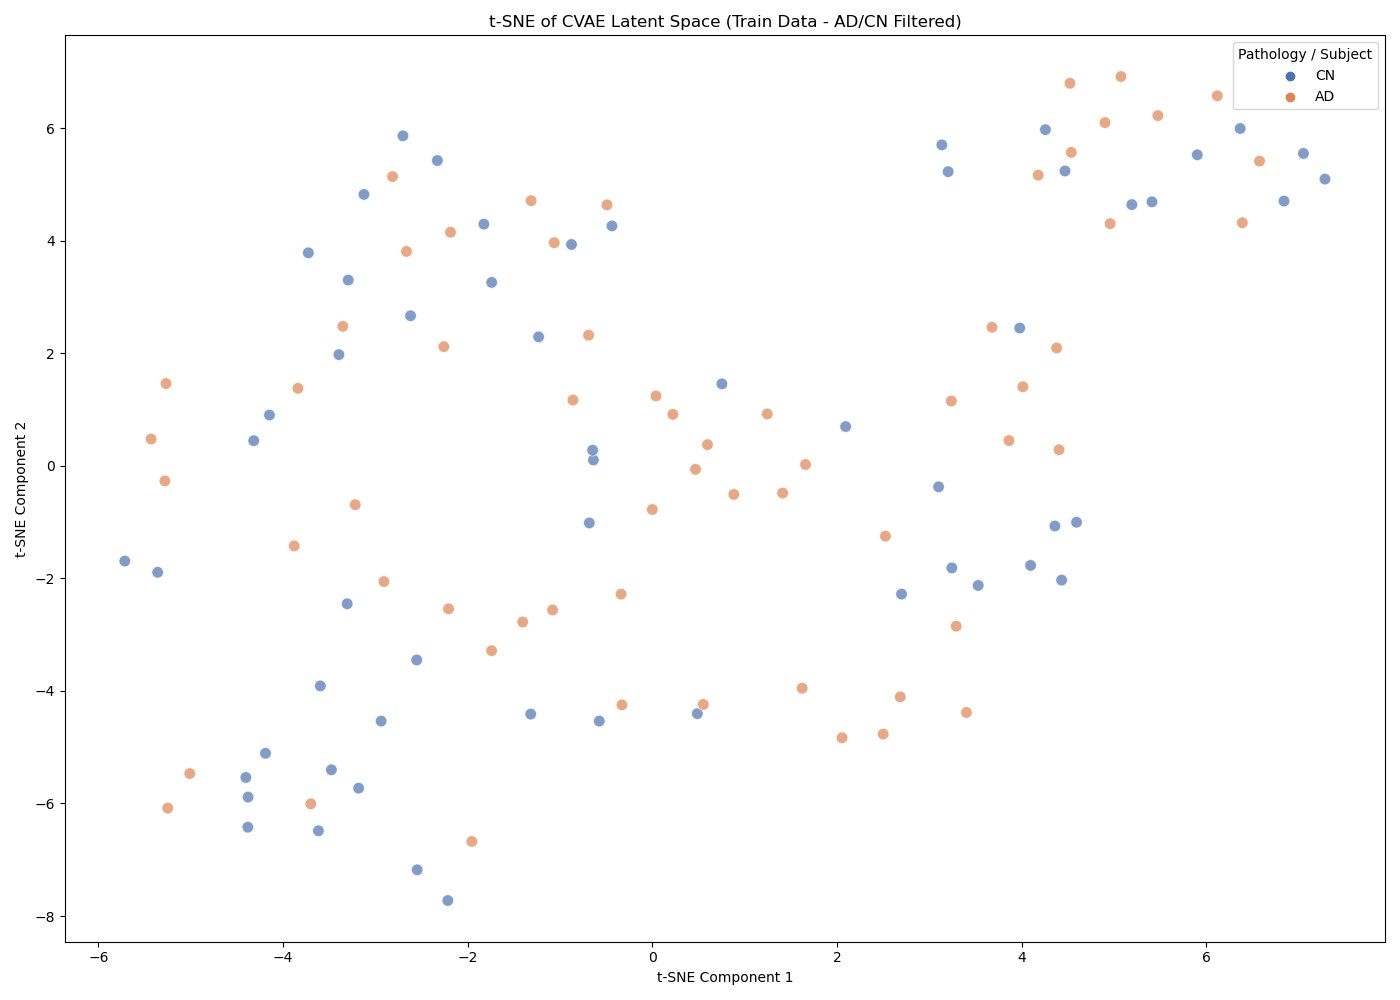 t-SNE of CVAE Latent Space (Train Data - AD/CN Filtered)
Pathology / Subject
CN
AD
t-SNE Component 2
6
4
2
0
−2
−4
−6
−8
−6 −4 −2 0 2 4 6
t-SNE Component 1